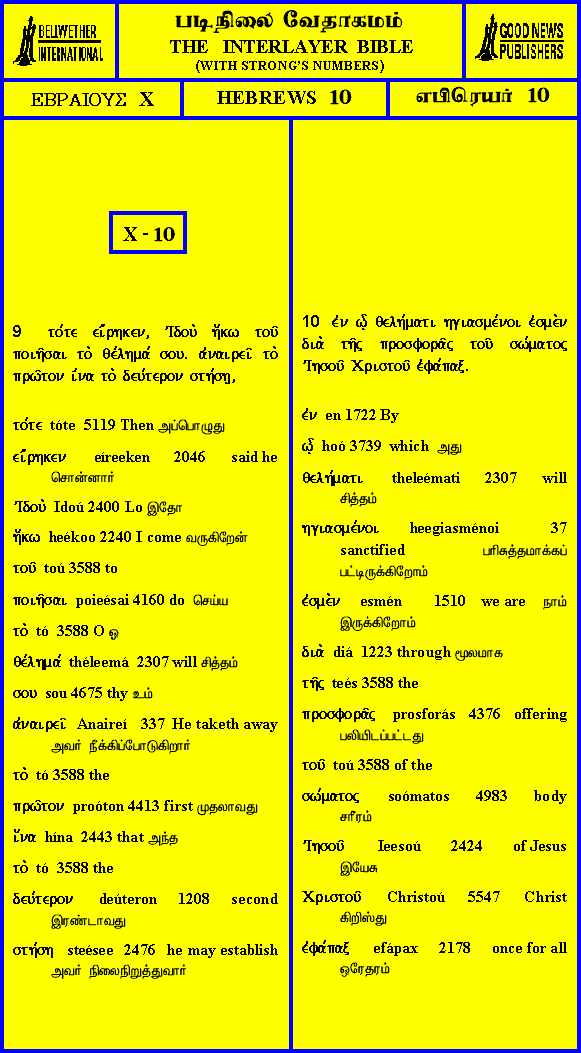 BELLWETHER
INTERNATIONAL
படிநிலை வேதாகமம்
THE INTERLAYER BIBLE
(WITH STRONG'S NUMBERS)
GOOD NEWS
PUBLISHERS
ΕΒΡΑΙΟΥΣ X
HEBREWS 10
எபிரெயர் 10
X - 10
9 τότε εἴρηκεν, Ἰδοὺ ἥκω τοῦ
ποιῆσαι τὸ θέλημά σου. ἀναιρεῖ τὸ
πρῶτον ἵνα τὸ δεύτερον στήσῃ,
τότε tóte 5119 Then அப்பொழுது
εἴρηκεν eíreeken 2046 said he
சொன்னார்
Ἰδοὺ Idoú 2400 Lo இதோ
ἥκω heékoo 2240 I come வருகிறேன்
τοῦ toú 3588 to
ποιῆσαι poieésai 4160 do செய்ய
τὸ tó 3588 O ஓ
θέλημά théleemá 2307 will சித்தம்
σου sou 4675 thy உம்
ἀναιρεῖ Anaireí 337 He taketh away
அவர் நீக்கிப்போடுகிறார்
τὸ tó 3588 the
πρῶτον proóton 4413 first முதலாவது
ἵνα hína 2443 that அந்த
τὸ tó 3588 the
δεύτερον deúteron 1208 second
இரண்டாவது
στήσῃ steésee 2476 he may establish
அவர் நிலைநிறுத்துவார்
10 ἐν ᾧ θελήματι ηγιασμένοι ἐσμὲν
διὰ τῆς προσφορᾶς τοῦ σώματος
Ἰησοῦ Χριστοῦ ἐφάπαξ.
ἐν en 1722 By
ᾧ hoó 3739 which அது
θελήματι theleémati 2307 will
சித்தம்
ηγιασμένοι heegiasménoi 37
sanctified பரிசுத்தமாக்கப்
பட்டிருக்கிறோம்
ἐσμὲν esmén 1510 we are நாம்
இருக்கிறோம்
διὰ diá 1223 through மூலமாக
τῆς teés 3588 the
προσφορᾶς prosforás 4376 offering
பலியிடப்பட்டது
τοῦ toú 3588 of the
σώματος soómatos 4983 body
சரீரம்
Ἰησοῦ Ieesoú 2424 of Jesus
இயேசு
Χριστοῦ Christoú 5547 Christ
கிறிஸ்து
ἐφάπαξ efápax 2178 once for all
ஒரேதரம்